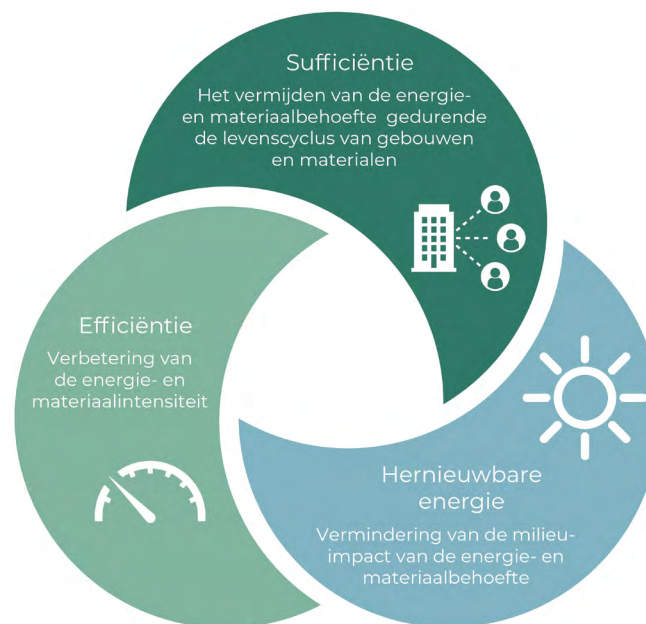 Sufficiëntie
Het vermijden van de energie-
en materiaalbehoefte gedurende
de levenscyclus van gebouwen
en materialen
Efficiëntie
Verbetering van
de energie- en
materiaalintensiteit
Hernieuwbare
energie
Vermindering van de milieu-
impact van de energie- en
materiaalbehoefte